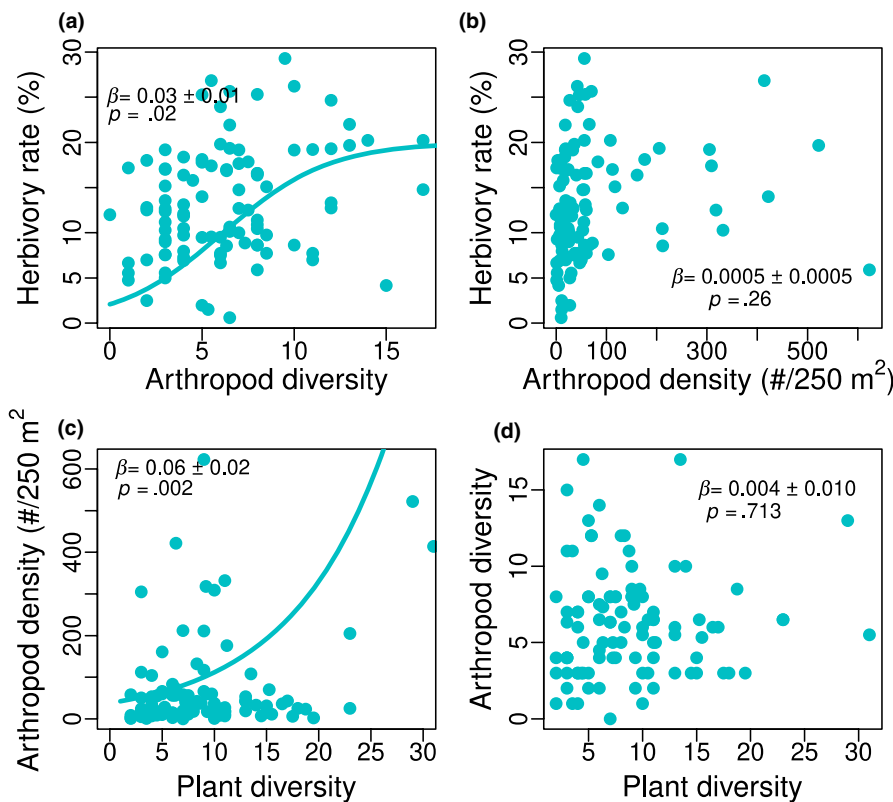 (a)
Herbivory rate (%)
30
20
10
5
0
β= 0.03 ± 0.01
p = .02
0 5 10 15
Arthropod diversity
(b)
Herbivory rate (%)
30
20
10
5
0
β= 0.0005 ± 0.0005
p = .26
0 100 300 500
Arthropod density (#/250 m²)
(c)
Arthropod density (#/250 m²
600
400
200
0
β= 0.06 ± 0.02
p = .002
0 5 10 15 20 25 30
Plant diversity
(d)
Arthropod diversity
15
10
5
0
β= 0.004 ± 0.010
p = .713
5 10 15 20 25 30
Plant diversity